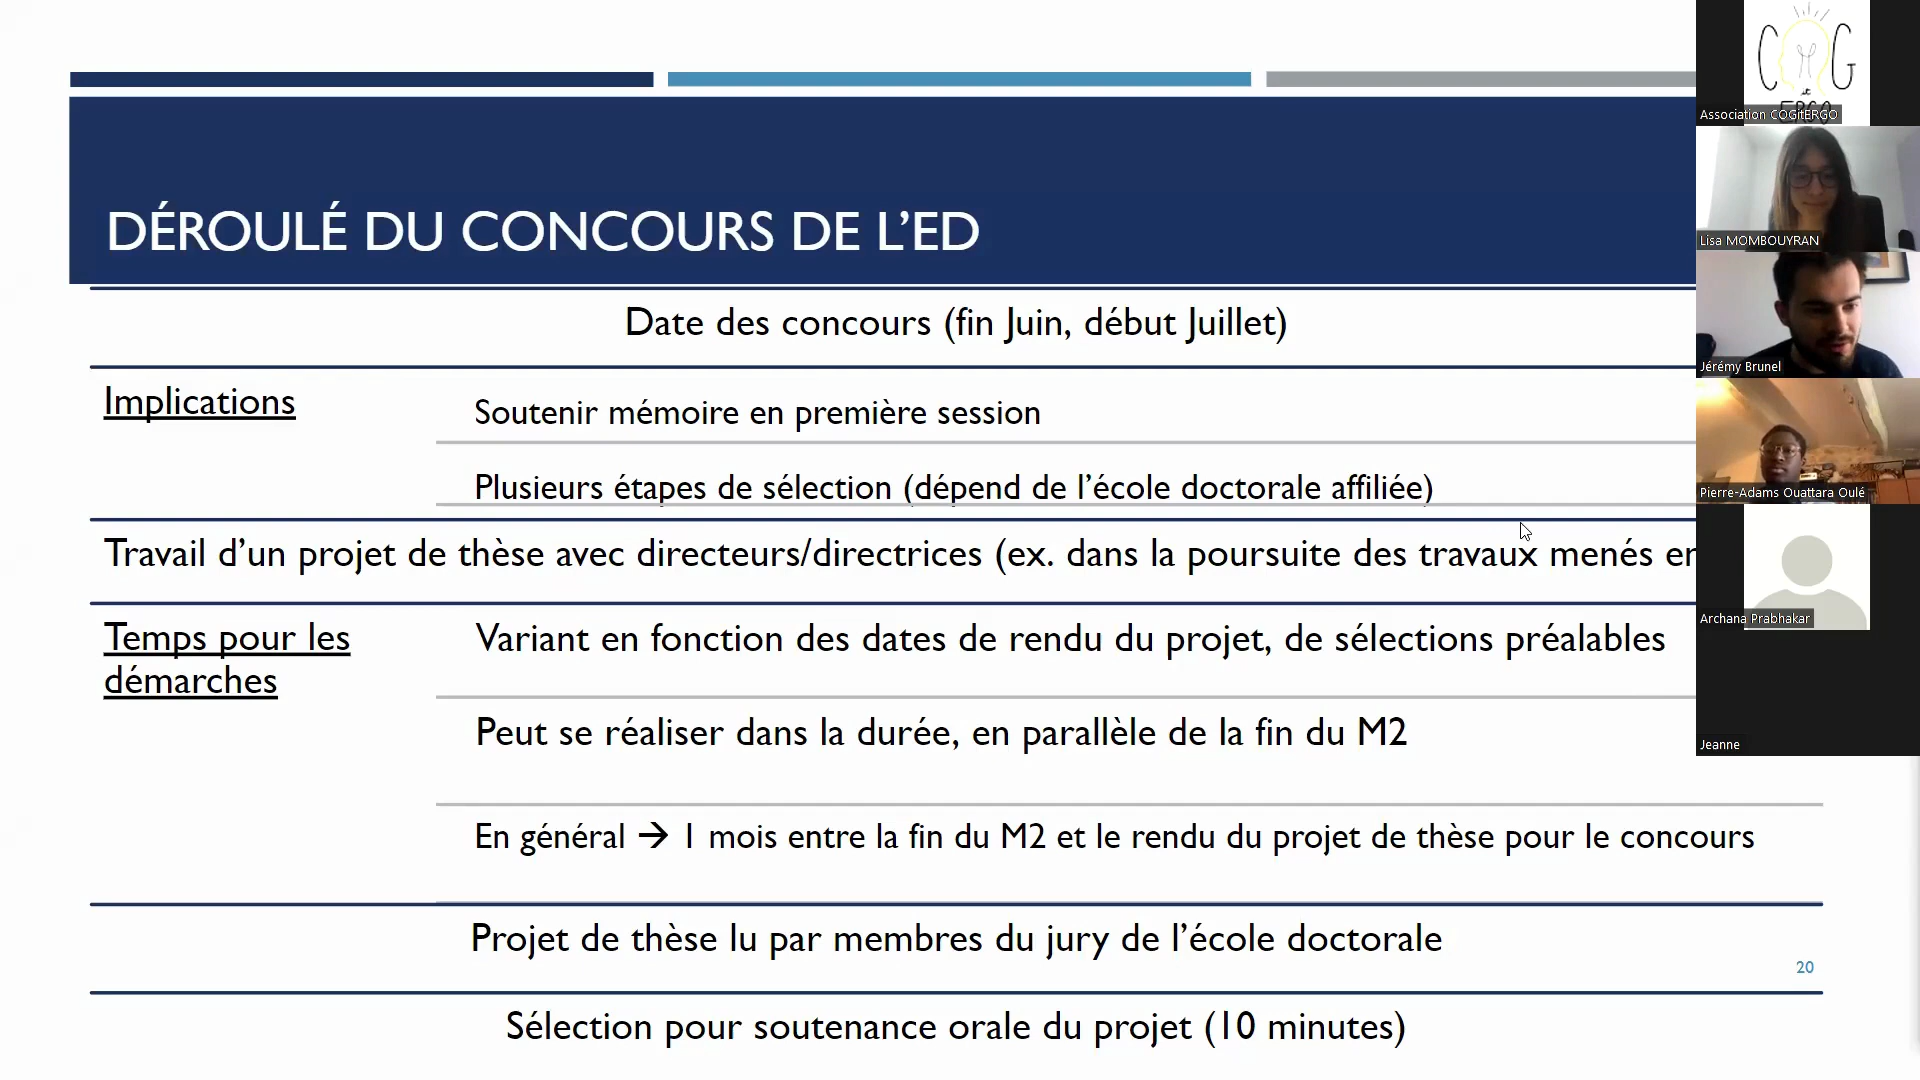 DÉROULÉ DU CONCOURS DE L’ED
Date des concours (fin Juin, début Juillet)
Implications
Soutenir mémoire en première session
Plusieurs étapes de sélection (dépend de l’école doctorale affiliée)
Travail d’un projet de thèse avec directeurs/directrices (ex. dans la poursuite des travaux menés en
Temps pour les
démarches
Variant en fonction des dates de rendu du projet, de sélections préalables
Peut se réaliser dans la durée, en parallèle de la fin du M2
En général → 1 mois entre la fin du M2 et le rendu du projet de thèse pour le concours
Projet de thèse lu par membres du jury de l’école doctorale
20
Sélection pour soutenance orale du projet (10 minutes)
C G
it
ERGO
Association COGitERGO
Lisa MOMBOUYRAN
Jérémy Brunel
Pierre-Adams Ouattara Oulé
Archana Prabhakar
Jeanne